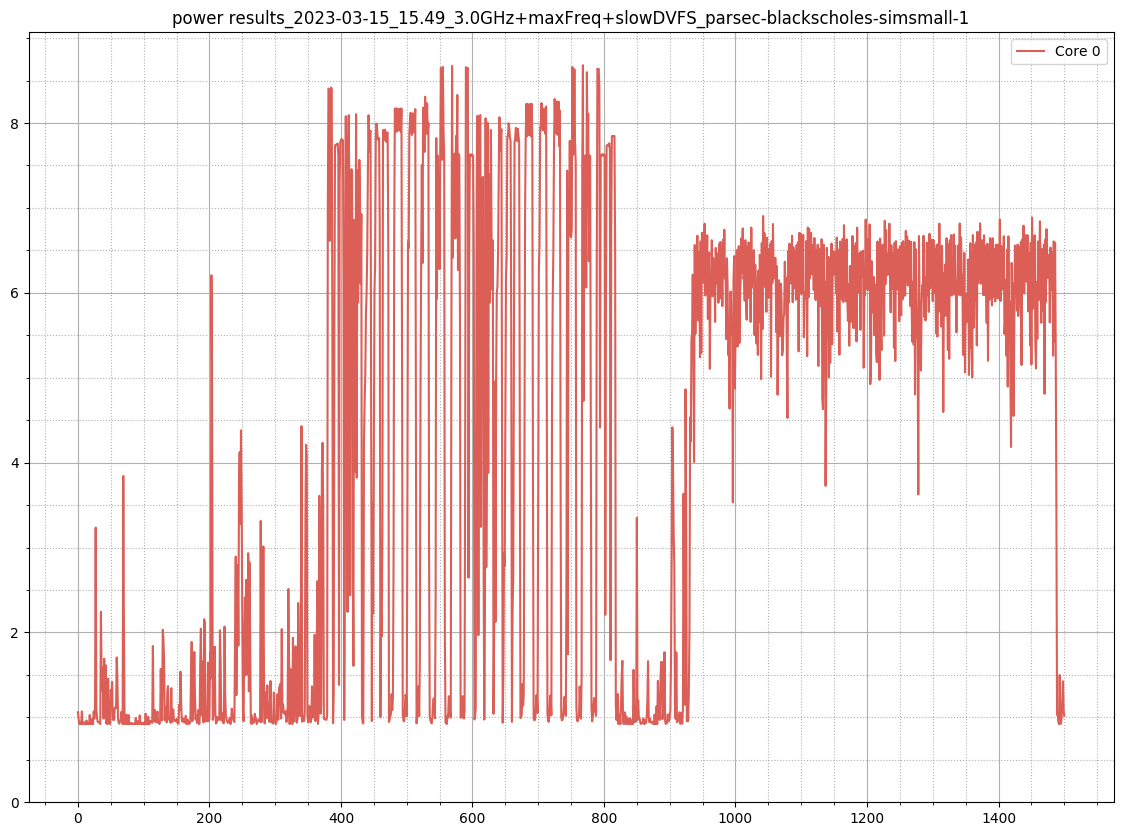 power results_2023-03-15_15.49_3.0GHz+maxFreq+slowDVFS_parsec-blackscholes-simsmall-1
Core 0
8
6
4
2
0
0 200 400 600 800 1000 1200 1400